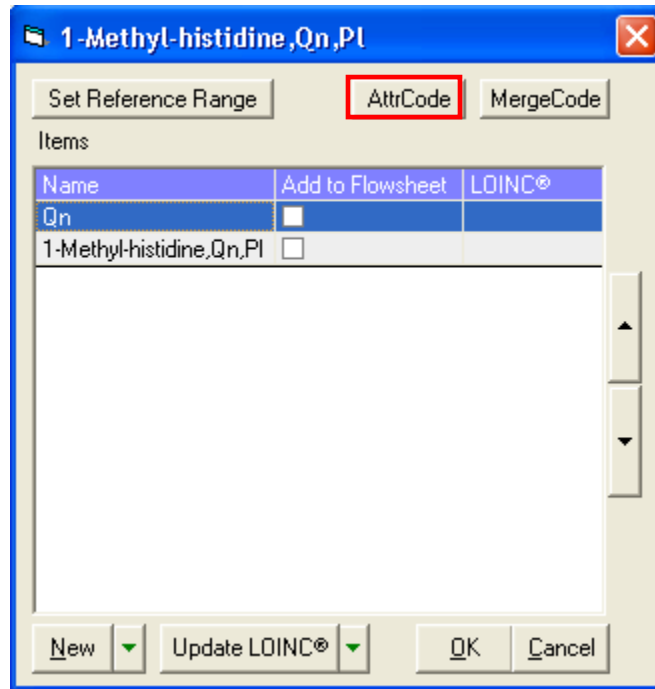 1-Methyl-histidine,Qn,Pl
Set Reference Range AttrCode MergeCode
Items
Name Add to Flowsheet LOINC®
Qn
1-Methyl-histidine,Qn,Pl
New Update LOINC® OK Cancel